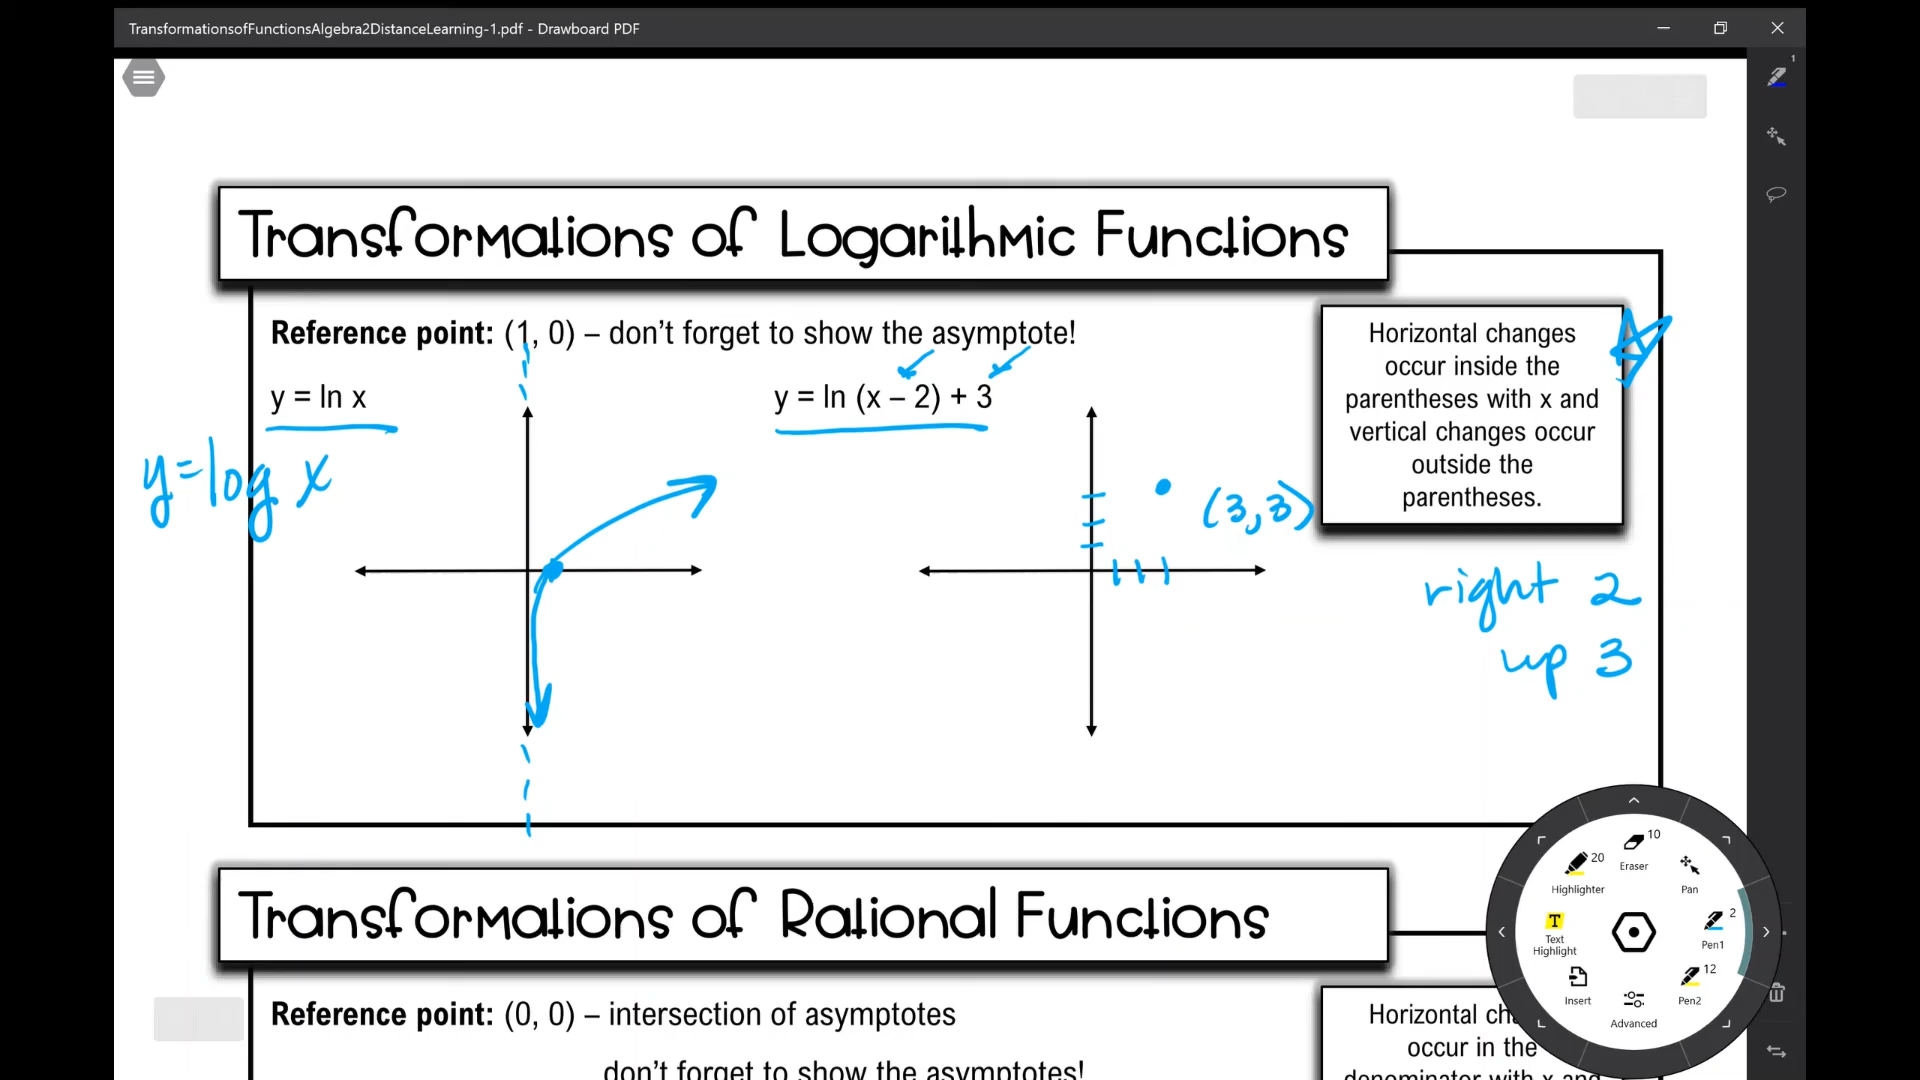 TransformationsofFunctionsAlgebra2DistanceLearning-1.pdf - Drawboard PDF
1
Transformations of Logarithmic Functions
Reference point: (1, 0) – don't forget to show the asymptote!
y = ln x
y = ln (x – 2) + 3
y=log x
(3,3)
Horizontal changes
occur inside the
parentheses with x and
vertical changes occur
outside the
parentheses.
right 2
up 3
Transformations of Rational Functions
Reference point: (0, 0) – intersection of asymptotes
don't forget to show the asymptotes!
Horizontal
occur in the
denominator with x and
10
Eraser
20
Highlighter
Pan
T
Text
Highlight
2
Pen1
12
Pen2
Insert
Advanced